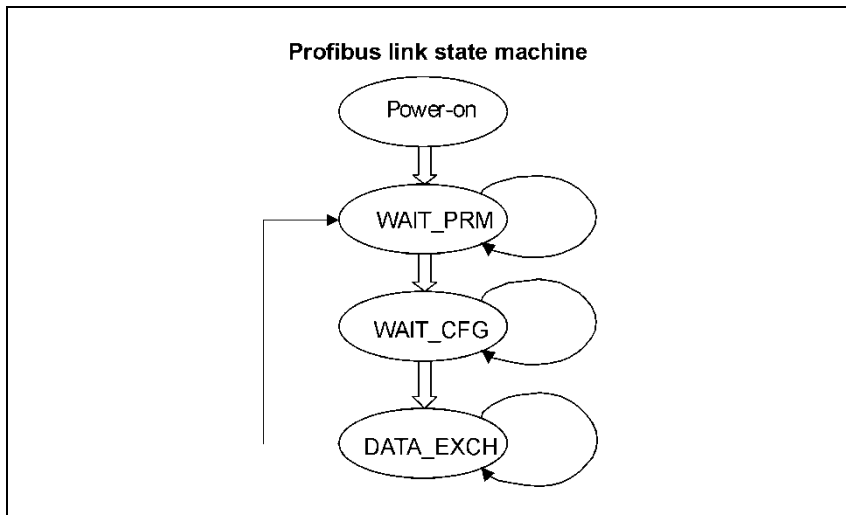 Profibus link state machine
Power-on
WAIT_PRM
WAIT_CFG
DATA_EXCH